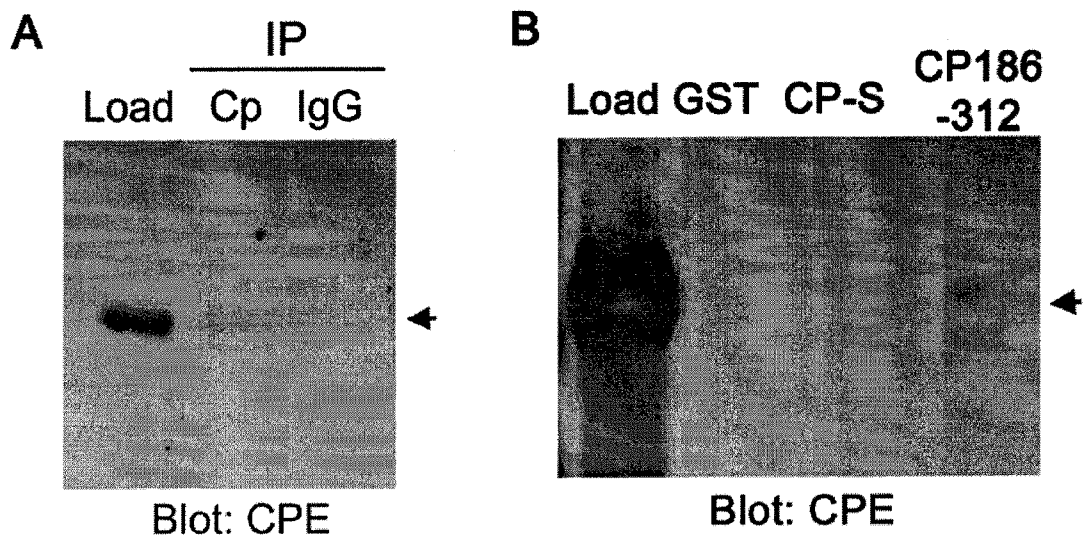 A
IP
Load Cp IgG
Blot: CPE
B
Load GST CP-S CP186
-312
Blot: CPE